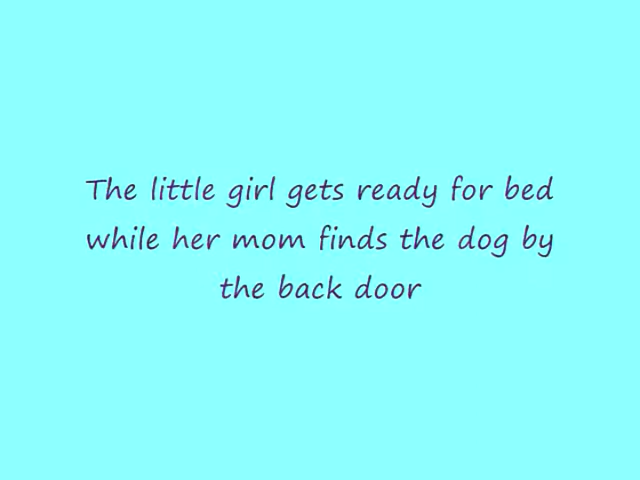 The little girl gets ready for bed
while her mom finds the dog by
the back door